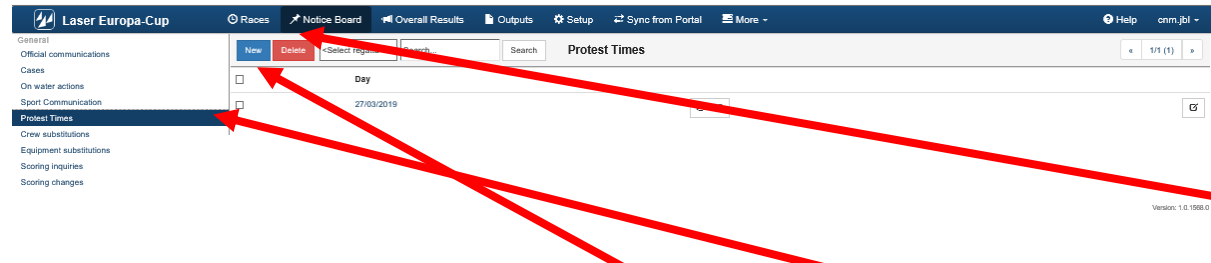 Laser Europa-Cup Races Notice Board Overall Results Outputs Setup Sync from Portal More Help cnm.jbl
General
Official communications
Cases
On water actions
Sport Communication
Protest Times
Crew substitutions
Equipment substitutions
Scoring inquiries
Scoring changes
New Delete <Select Search... Search Protest Times « 1/1 (1) »
Day
27/03/2019
Version: 1.0.1568.0